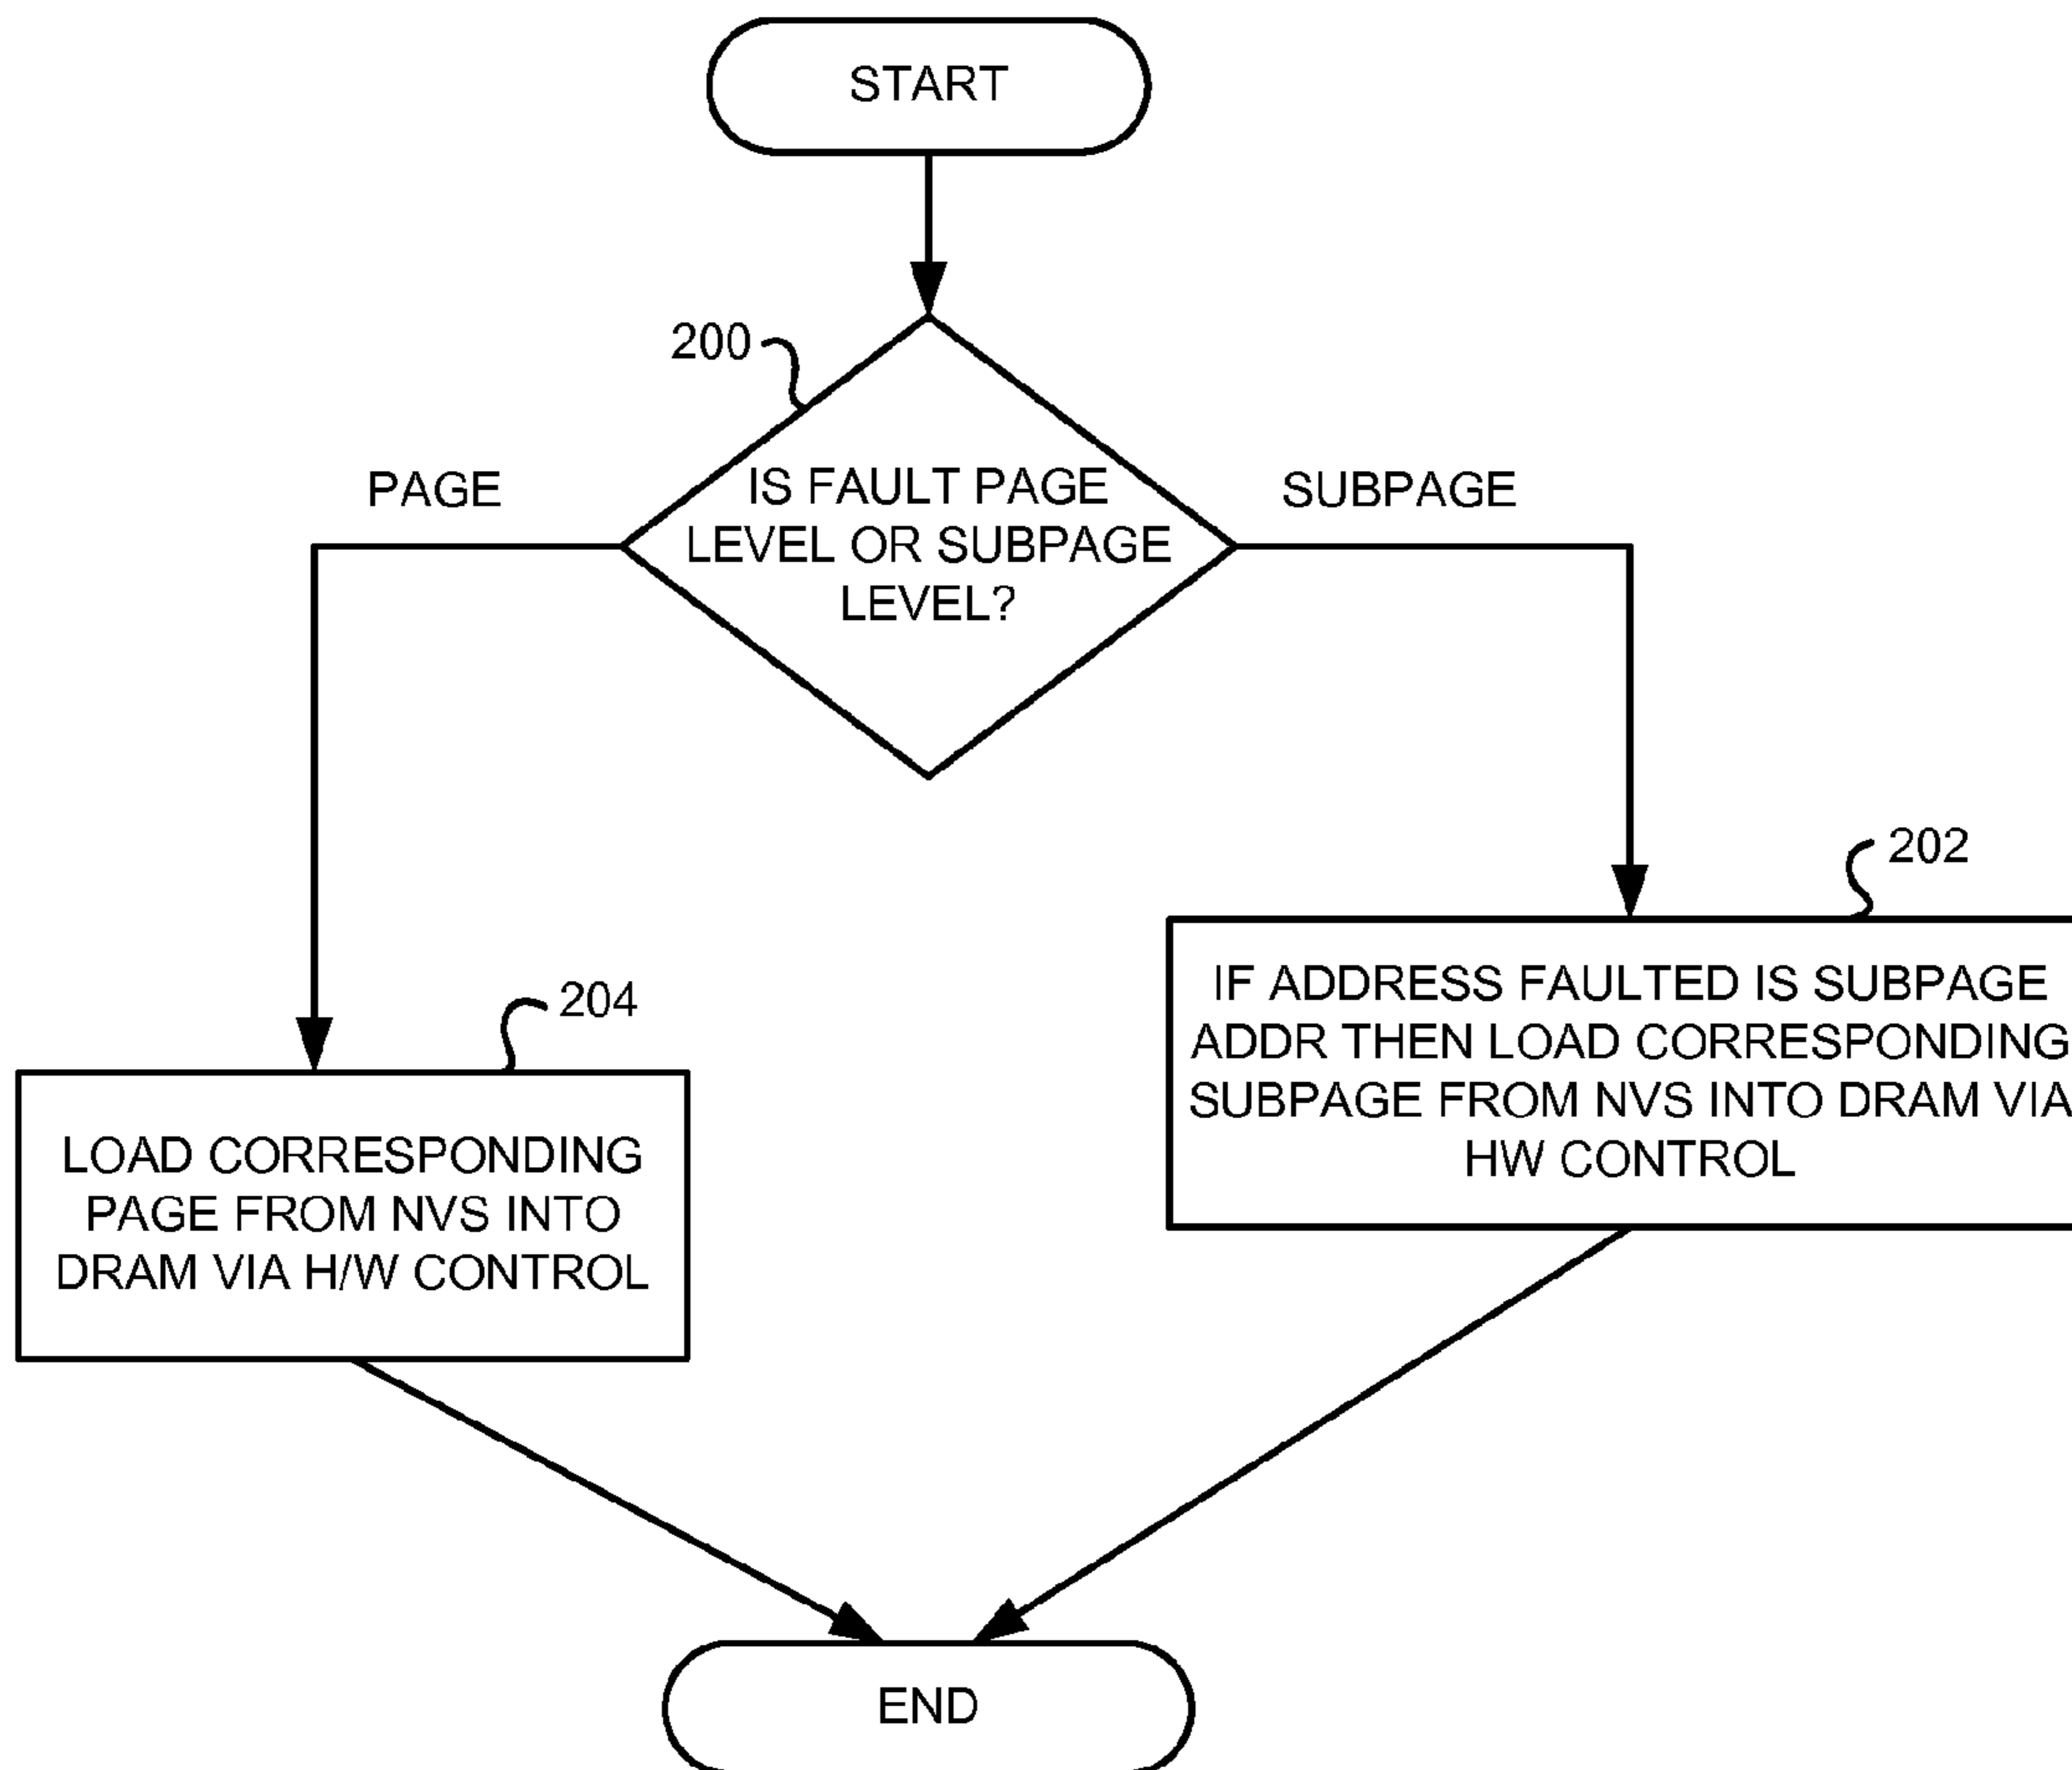 START
200
IS FAULT PAGE
LEVEL OR SUBPAGE
LEVEL?
PAGE
SUBPAGE
202
IF ADDRESS FAULTED IS SUBPAGE
ADDR THEN LOAD CORRESPONDING
SUBPAGE FROM NVS INTO DRAM VIA
HW CONTROL
204
LOAD CORRESPONDING
PAGE FROM NVS INTO
DRAM VIA H/W CONTROL
END